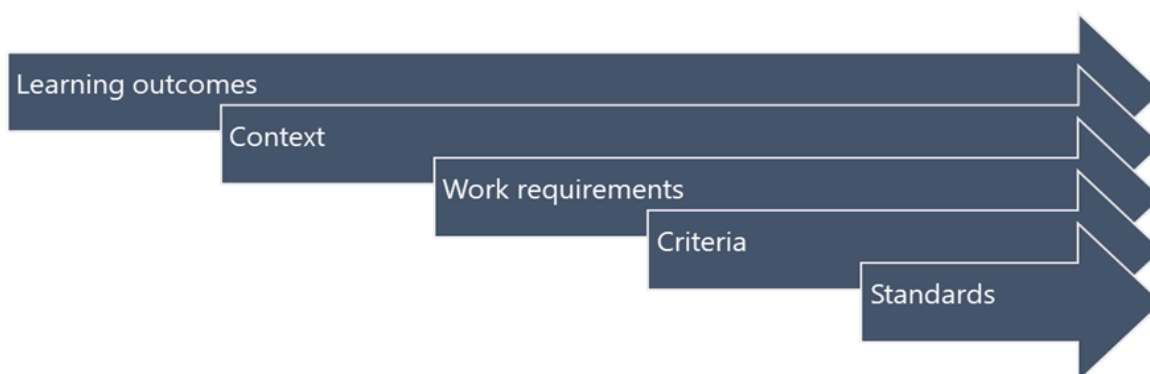 Learning outcomes
Context
Work requirements
Criteria
Standards